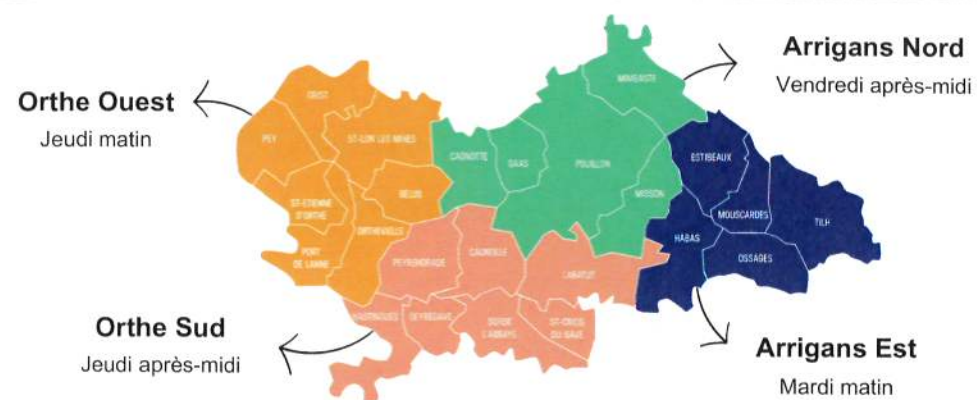 Arrigans Nord
Vendredi après-midi
Orthe Ouest
Jeudi matin
ORIST
PEY
ST-LON LES MINES
BELUS
ST-ETIENNE
D'ORTHE
ORTHEVIELLE
PORT
DE LANNE
MIMBASTE
CAGNOTTE
GAAS
POUILLON
MISSON
ESTIBEAUX
MOUSCARDES
TILH
HABAS
OSSAGES
PEYREHORADE
CAUNEILLE
LABATUT
HASTINGUES
OEYREGAVE
SORDE
L'ABBAYE
ST-CRICQ
DU GAVE
Orthe Sud
Jeudi après-midi
Arrigans Est
Mardi matin